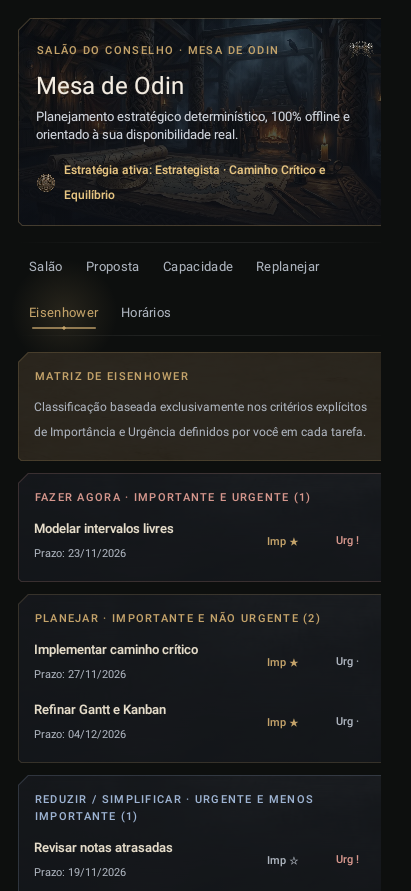 SALÃO DO CONSELHO · MESA DE ODIN
Mesa de Odin
Planejamento estratégico determinístico, 100% offline e
orientado à sua disponibilidade real.
Estratégia ativa: Estrategista · Caminho Crítico e
Equilíbrio
Salão Proposta Capacidade Replanejar
Eisenhower Horários
MATRIZ DE EISENHOWER
Classificação baseada exclusivamente nos critérios explícitos
de Importância e Urgência definidos por você em cada tarefa.
FAZER AGORA · IMPORTANTE E URGENTE (1)
Modelar intervalos livres
Prazo: 23/11/2026
Imp ★ Urg !
PLANEJAR · IMPORTANTE E NÃO URGENTE (2)
Implementar caminho crítico
Prazo: 27/11/2026
Imp ★ Urg ·
Refinar Gantt e Kanban
Prazo: 04/12/2026
Imp ★ Urg ·
REDUZIR / SIMPLIFICAR · URGENTE E MENOS
IMPORTANTE (1)
Revisar notas atrasadas
Prazo: 19/11/2026
Imp ☆ Urg !